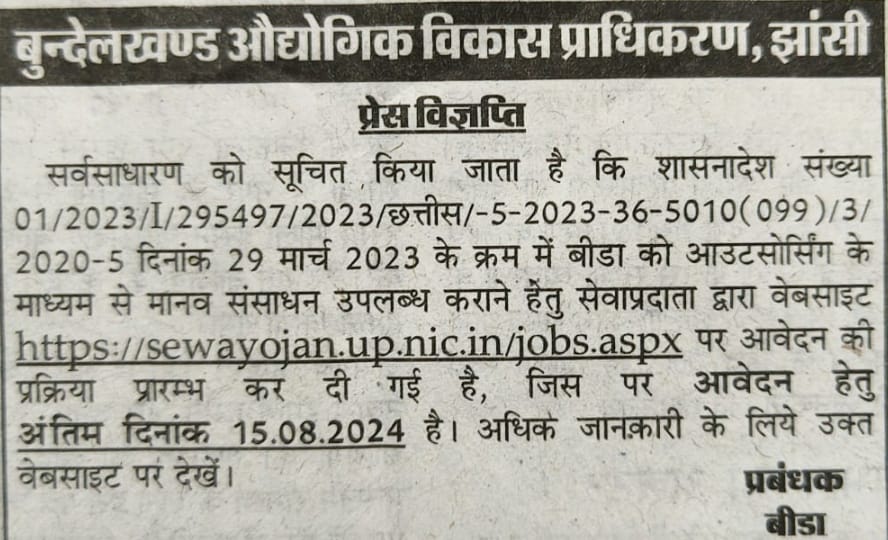 बुन्देलखण्ड औद्योगिक विकास प्राधिकरण, झांसी
प्रेस विज्ञप्ति
सर्वसाधारण को सूचित किया जाता है कि शासनादेश संख्या
01/2023/I/295497/2023/छत्तीस/-5-2023-36-5010(099)/3/
2020-5 दिनांक 29 मार्च 2023 के क्रम में बीडा को आउटसोर्सिंग के
माध्यम से मानव संसाधन उपलब्ध कराने हेतु सेवाप्रदाता द्वारा वेबसाइट
https://sewayojan.up.nic.in/jobs.aspx पर आवेदन की
प्रक्रिया प्रारम्भ कर दी गई है, जिस पर आवेदन हेतु
अंतिम दिनांक 15.08.2024 है। अधिक जानकारी के लिये उक्त
वेबसाइट पर देखें।
प्रबंधक
बीडा